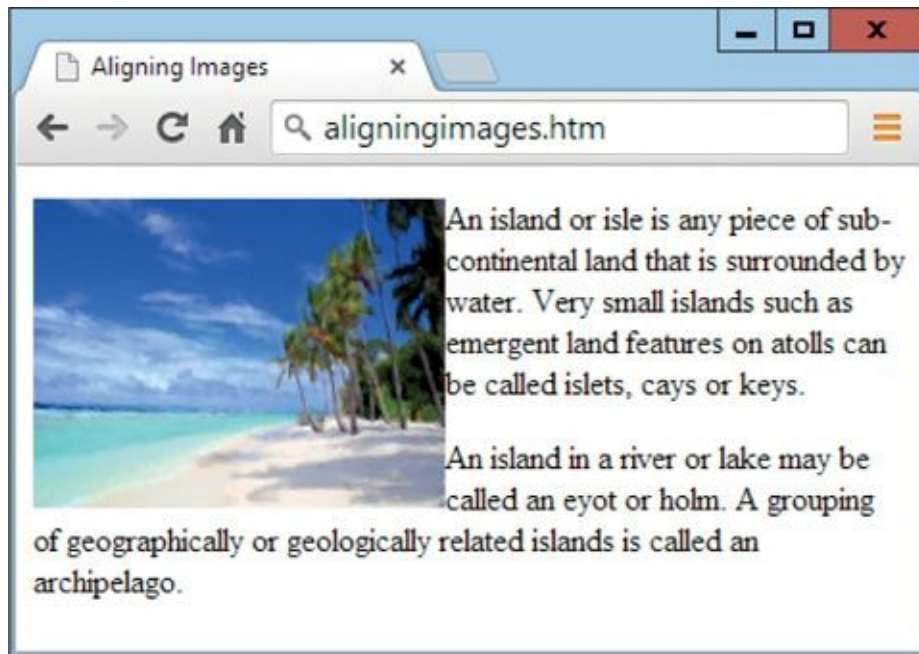 Aligning Images
aligningimages.htm
An island or isle is any piece of sub-
continental land that is surrounded by
water. Very small islands such as
emergent land features on atolls can
be called islets, cays or keys.
An island in a river or lake may be
called an eyot or holm. A grouping
of geographically or geologically related islands is called an
archipelago.